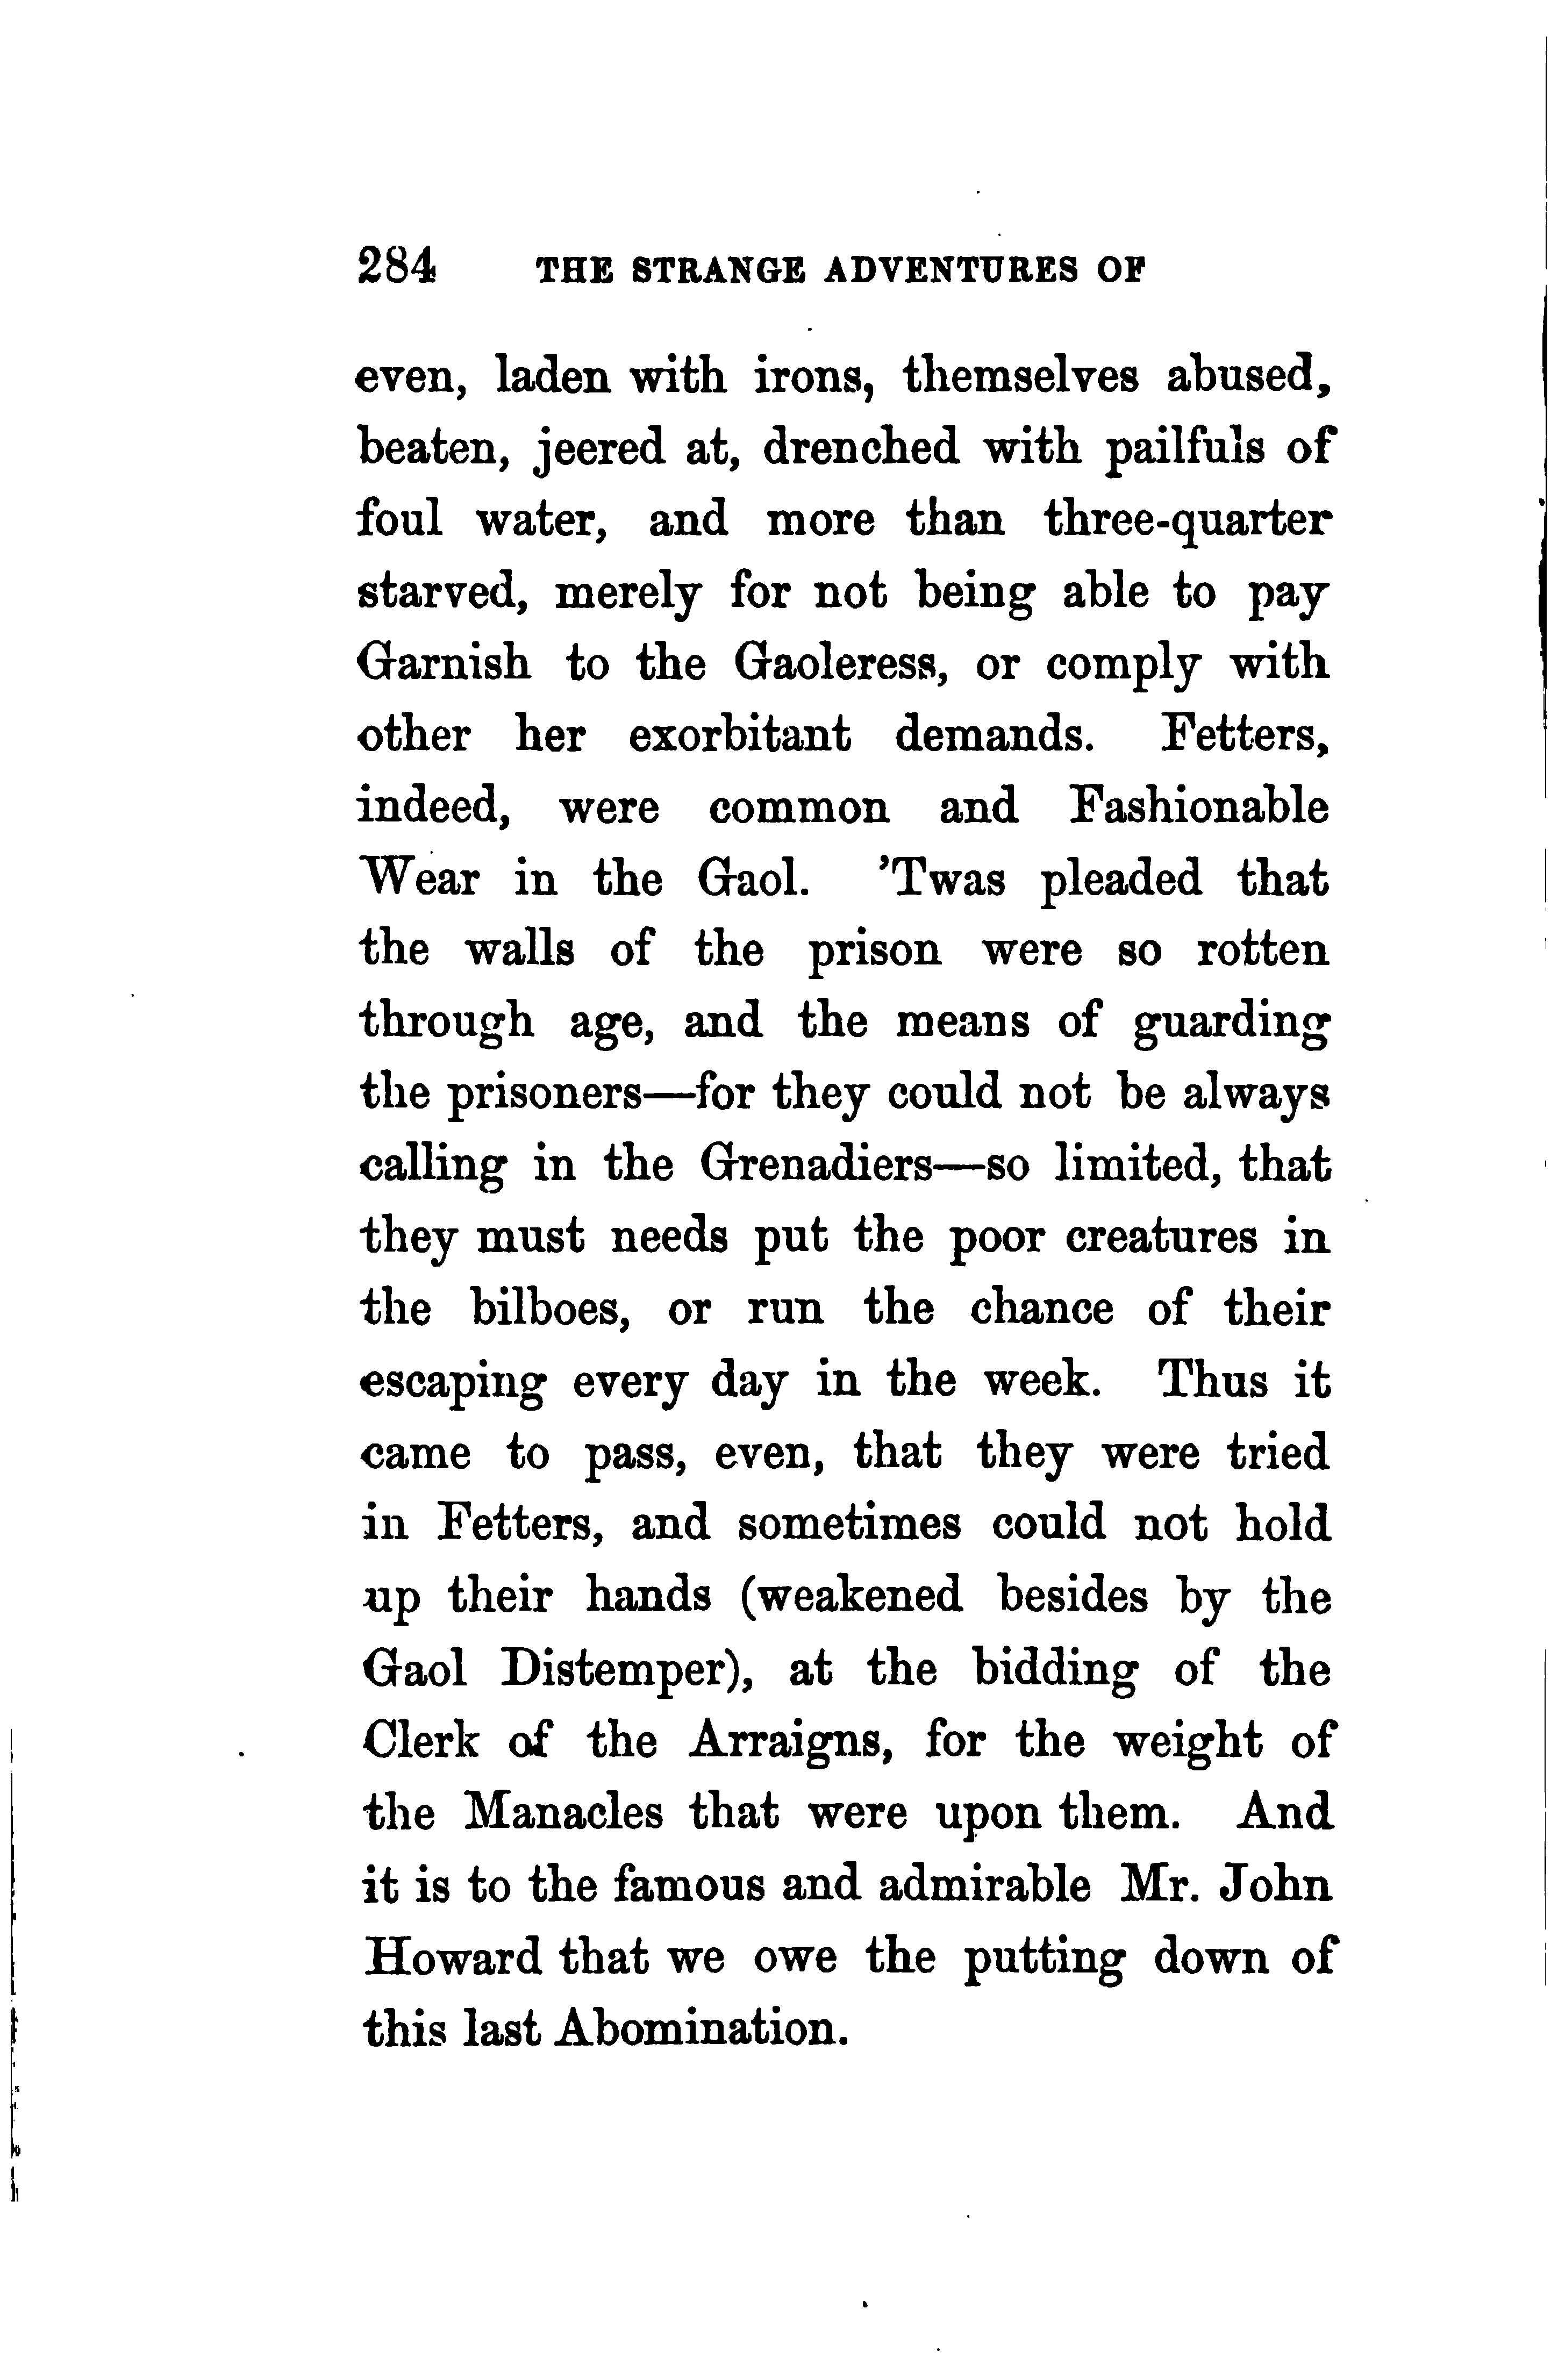 284 THE STRANGE ADVENTURES OF
even, laden with irons, themselves abused,
beaten, jeered at, drenched with pailfuls of
foul water, and more than three-quarter
starved, merely for not being able to pay
Garnish to the Gaoleress, or comply with
other her exorbitant demands. Fetters,
indeed, were common and Fashionable
Wear in the Gaol. 'Twas pleaded that
the walls of the prison were so rotten
through age, and the means of guarding
the prisoners—for they could not be always
calling in the Grenadiers—so limited, that
they must needs put the poor creatures in
the bilboes, or run the chance of their
escaping every day in the week. Thus it
came to pass, even, that they were tried
in Fetters, and sometimes could not hold
up their hands (weakened besides by the
Gaol Distemper), at the bidding of the
Clerk of the Arraigns, for the weight of
the Manacles that were upon them. And
it is to the famous and admirable Mr. John
Howard that we owe the putting down of
this last Abomination.